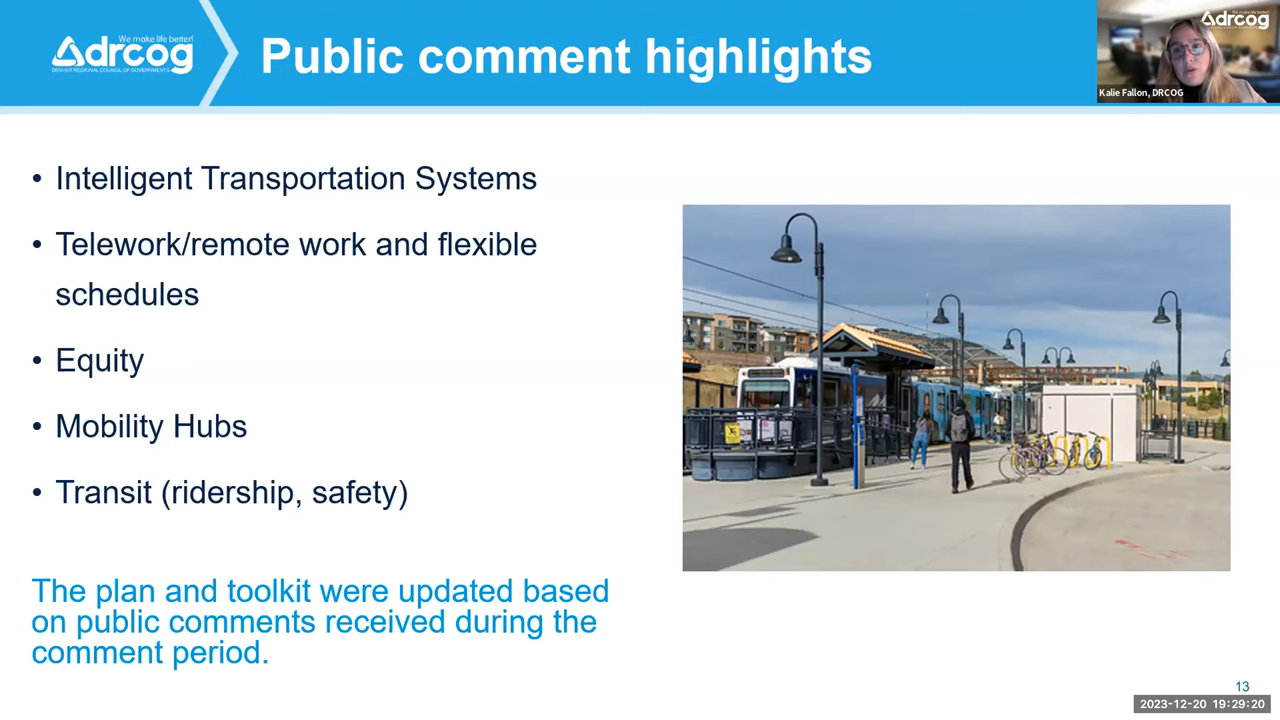 We make life better!
drcog
DENVER REGIONAL COUNCIL OF GOVERNMENTS
Public comment highlights
We make life better!
drcog
Kalie Fallon, DRCOG
• Intelligent Transportation Systems
• Telework/remote work and flexible
schedules
• Equity
• Mobility Hubs
• Transit (ridership, safety)
The plan and toolkit were updated based
on public comments received during the
comment period.
13
2023-12-20 19:29:20